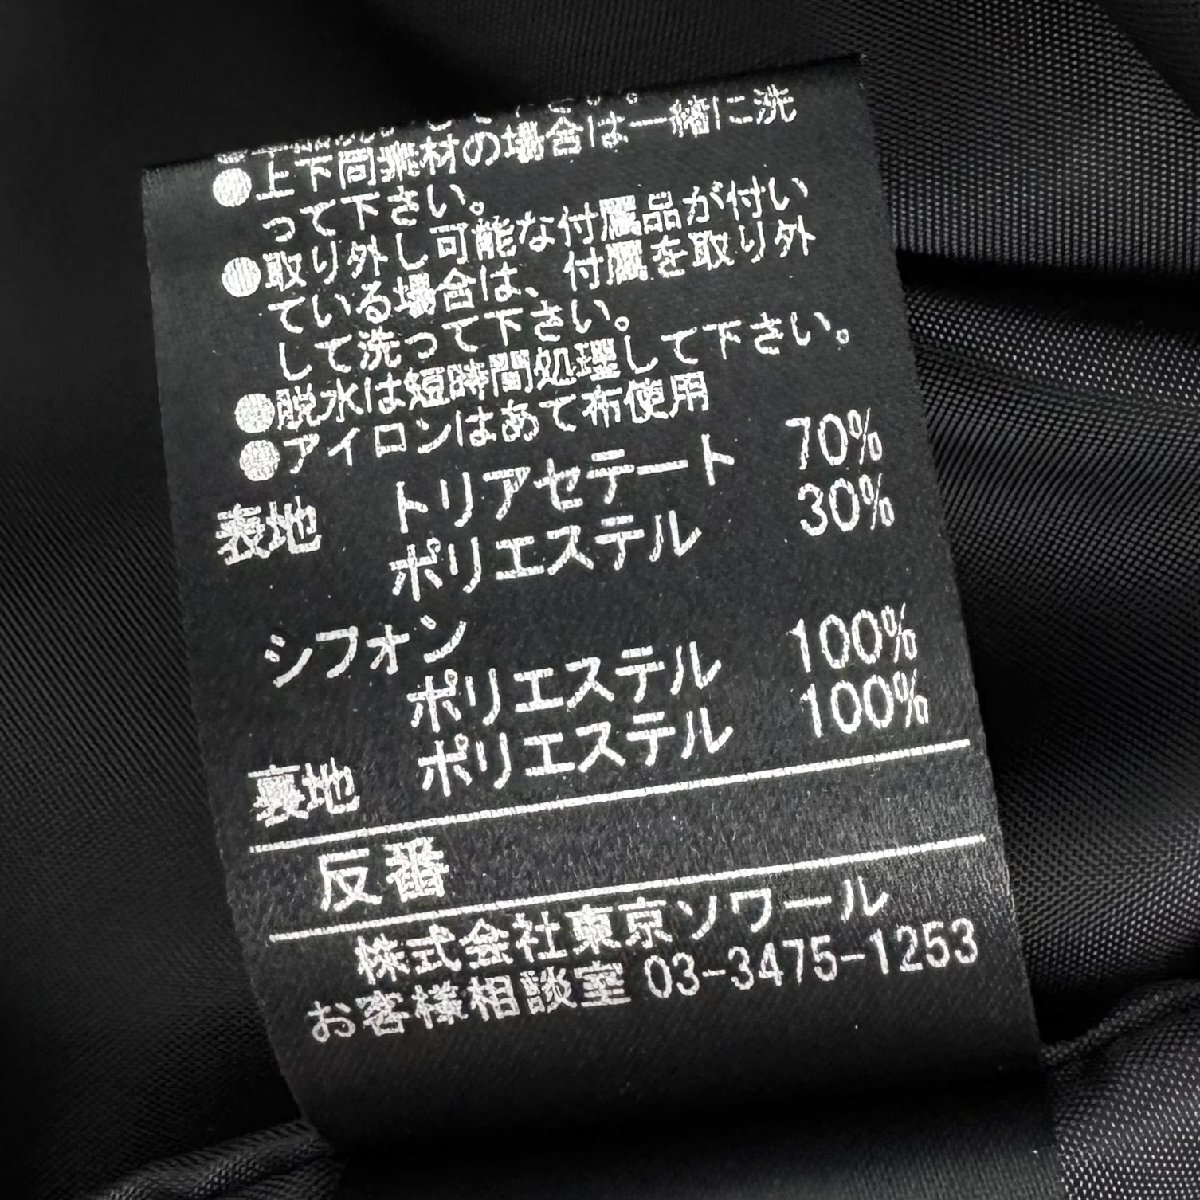 ●上下同素材の場合は一緒に洗
って下さい。
●取り外し可能な付属品が付い
ている場合は、付属を取り外
して洗って下さい。
●脱水は短時間処理して下さい。
●アイロンはあて布使用
表地 トリアセテート 70%
ポリエステル 30%
シフォン
ポリエステル 100%
裏地 ポリエステル 100%
反番
株式会社東京ソワール
お客様相談室 03-3475-1253